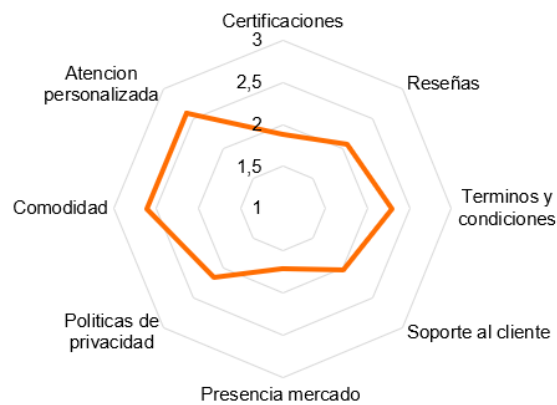 Certificaciones
3
Atencion
personalizada
2,5
Reseñas
2
1,5
Comodidad
1
Terminos y
condiciones
Politicas de
privacidad
Soporte al cliente
Presencia mercado